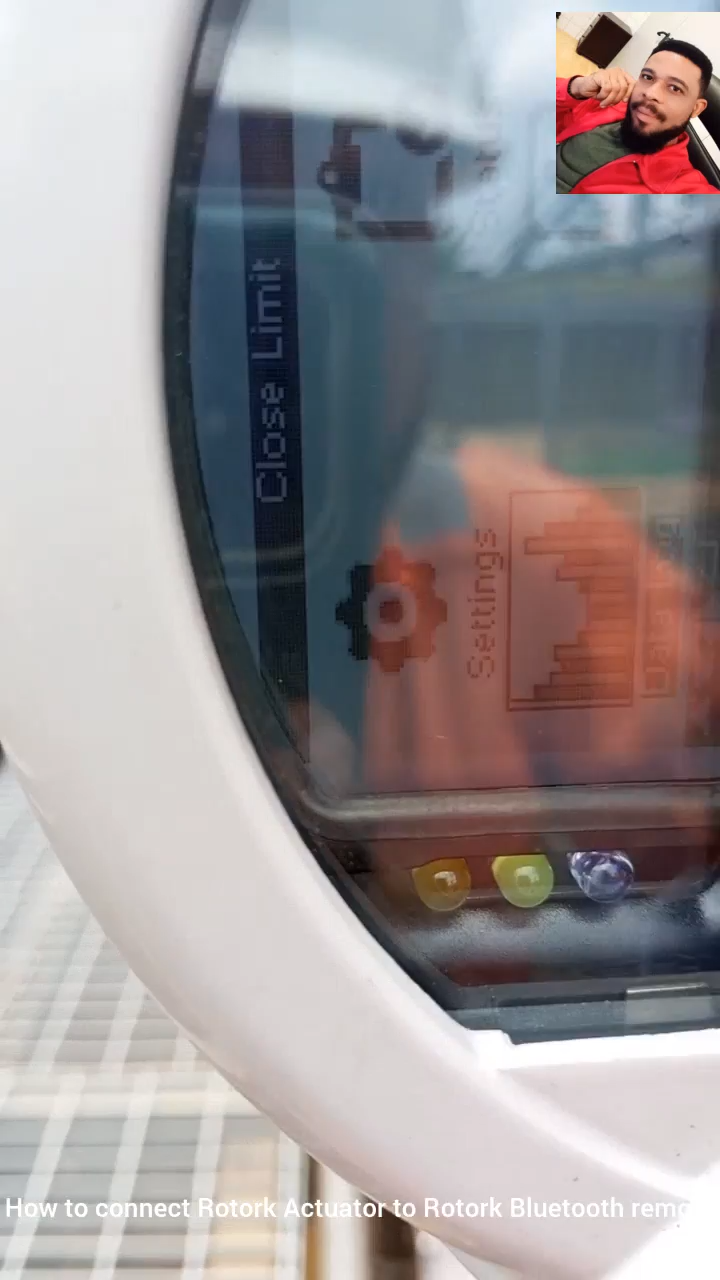 Close Limit
Settings
How to connect Rotork Actuator to Rotork Bluetooth remo